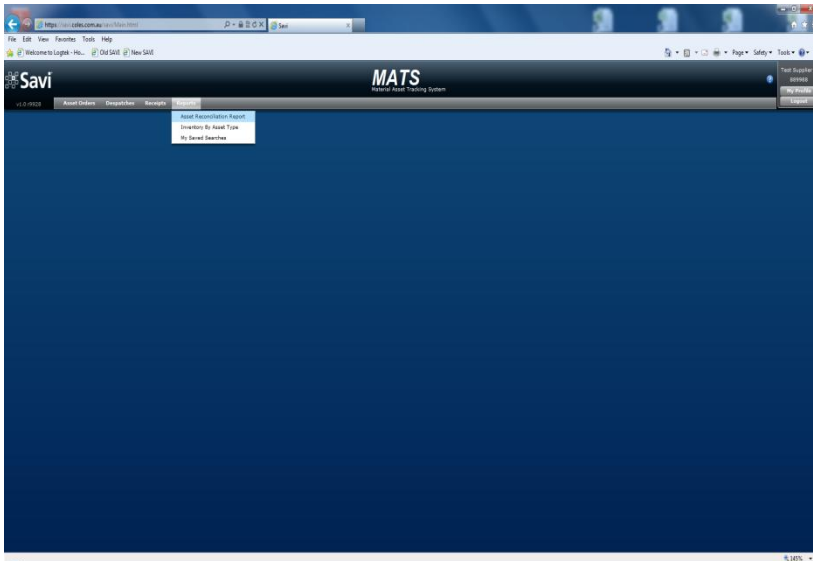 Savi
File Edit View Favorites Tools Help
Welcome to Logtek - Ho... Old SAVI New SAVI
Page Safety Tools
Savi
MATS
Material Asset Tracking System
Test Supplier
My Profile
Logout
Asset Orders Despatches Receipts Reports
Asset Reconciliation Report
Inventory By Asset Type
My Saved Searches
145%